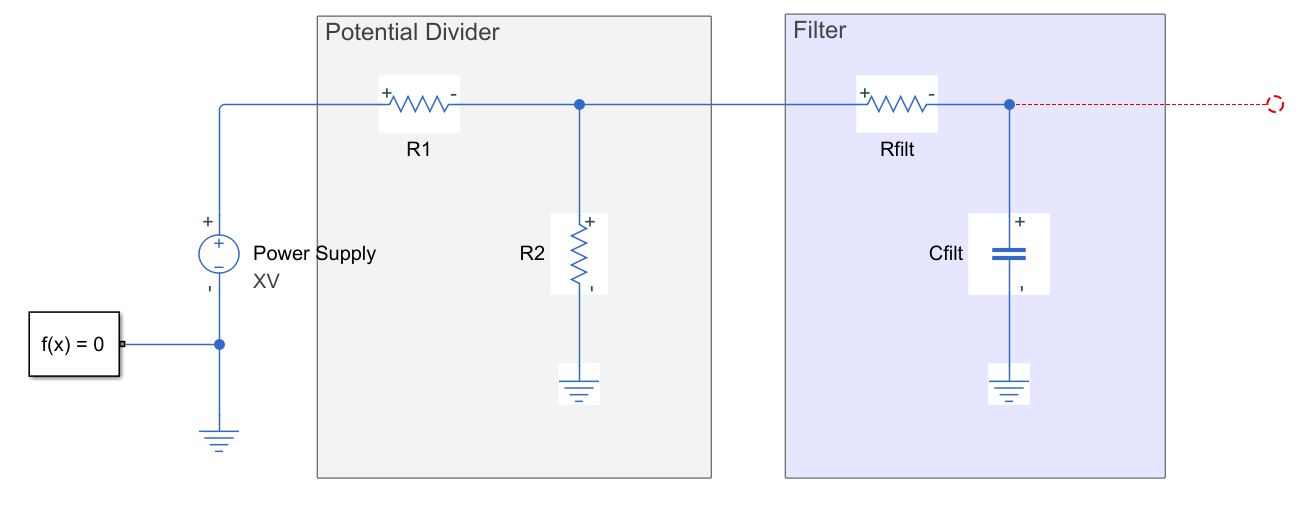 Potential Divider
Filter
+
-
+
-
R1
Rfilt
+
+
+
+
−
R2
Cfilt
Power Supply
XV
-
-
-
f(x) = 0